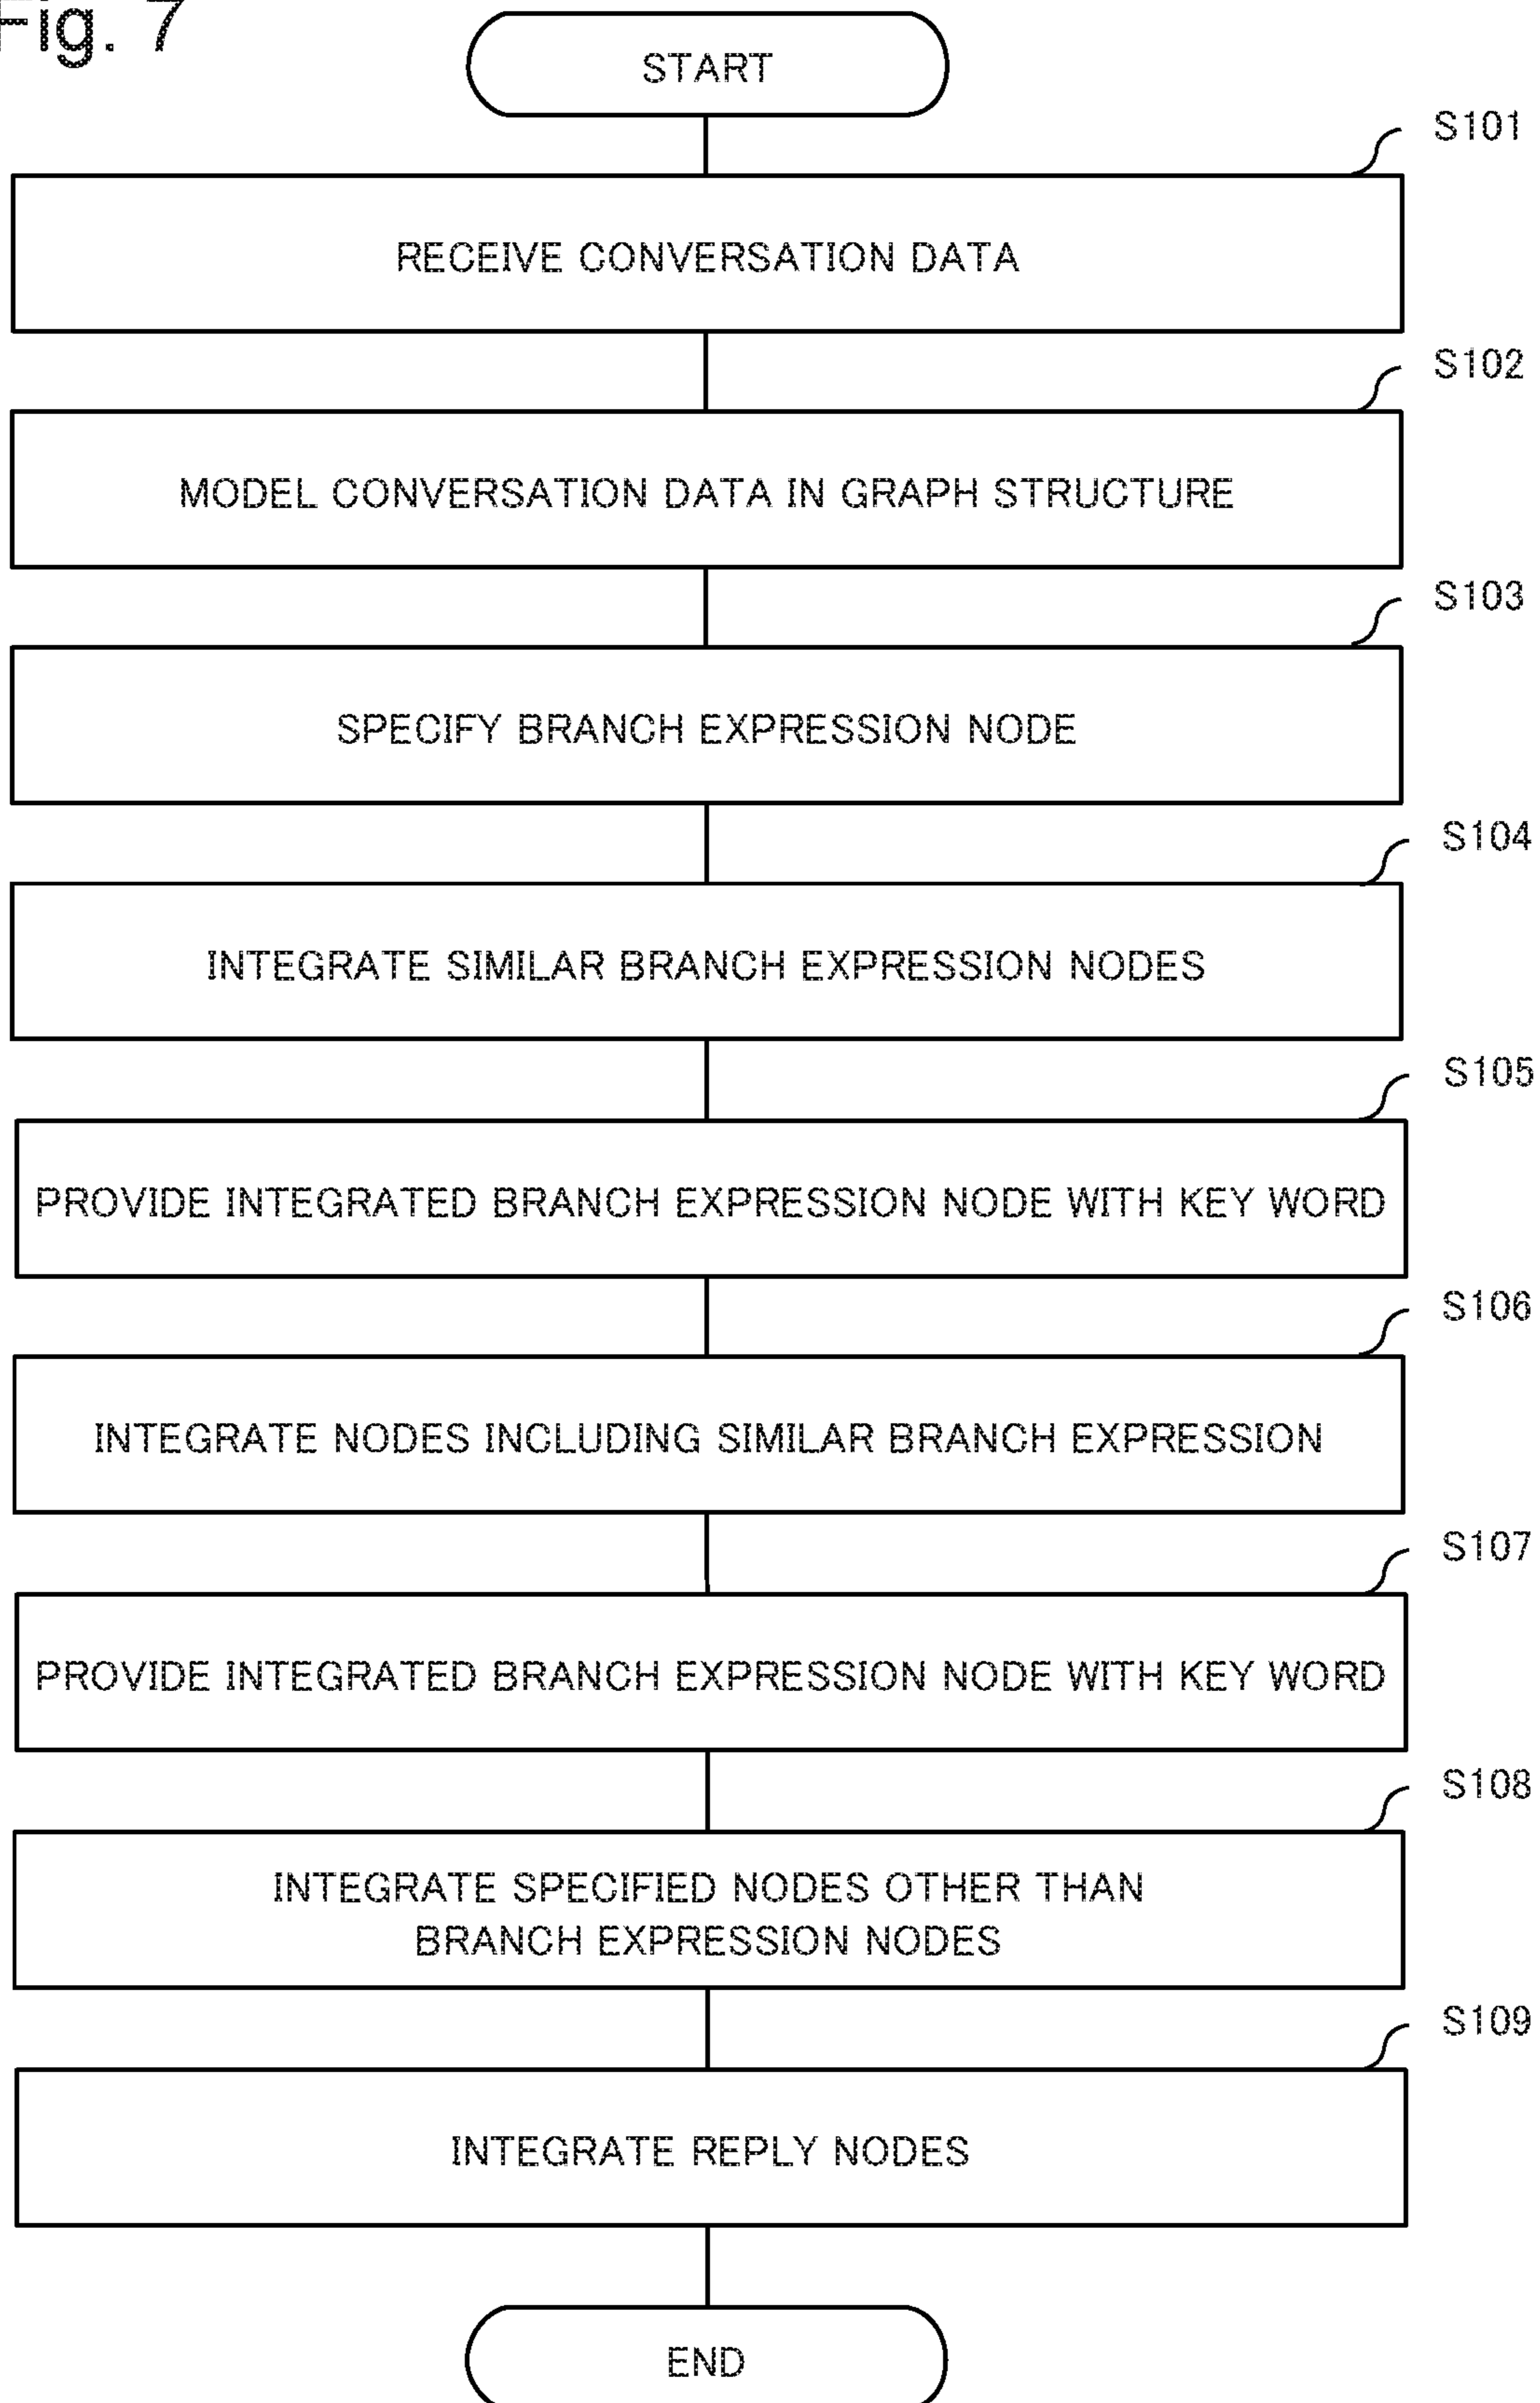 Fig. 7
START
S101
RECEIVE CONVERSATION DATA
S102
MODEL CONVERSATION DATA IN GRAPH STRUCTURE
S103
SPECIFY BRANCH EXPRESSION NODE
S104
INTEGRATE SIMILAR BRANCH EXPRESSION NODES
S105
PROVIDE INTEGRATED BRANCH EXPRESSION NODE WITH KEY WORD
S106
INTEGRATE NODES INCLUDING SIMILAR BRANCH EXPRESSION
S107
PROVIDE INTEGRATED BRANCH EXPRESSION NODE WITH KEY WORD
S108
INTEGRATE SPECIFIED NODES OTHER THAN
BRANCH EXPRESSION NODES
S109
INTEGRATE REPLY NODES
END